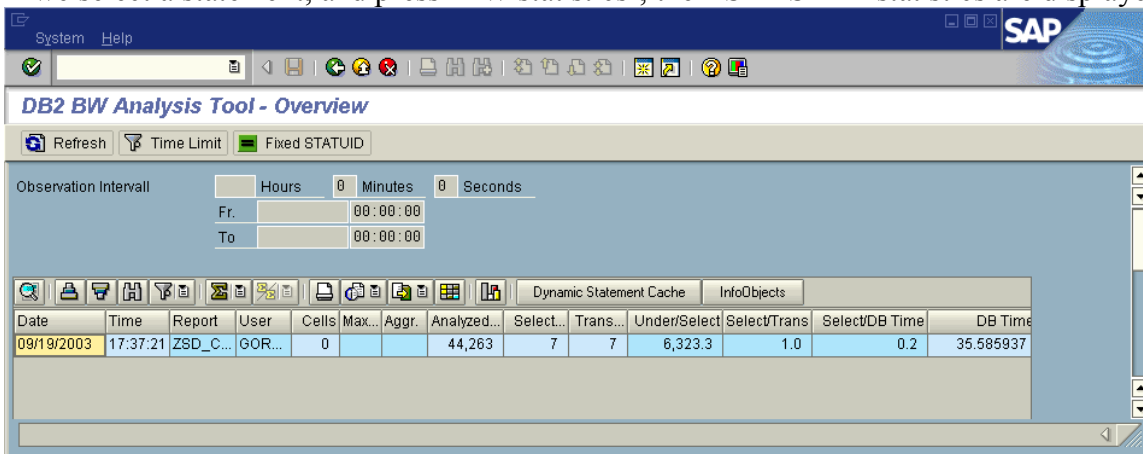 SAP
System Help
DB2 BW Analysis Tool - Overview
Refresh Time Limit Fixed STATUID
Observation Intervall Hours 0 Minutes 0 Seconds
Fr. 00:00:00
To 00:00:00
Dynamic Statement Cache InfoObjects
Date Time Report User Cells Max... Aggr. Analyzed... Select... Trans... Under/Select Select/Trans Select/DB Time DB Time
09/19/2003 17:37:21 ZSD_C... GOR... 0 44,263 7 7 6,323.3 1.0 0.2 35.585937